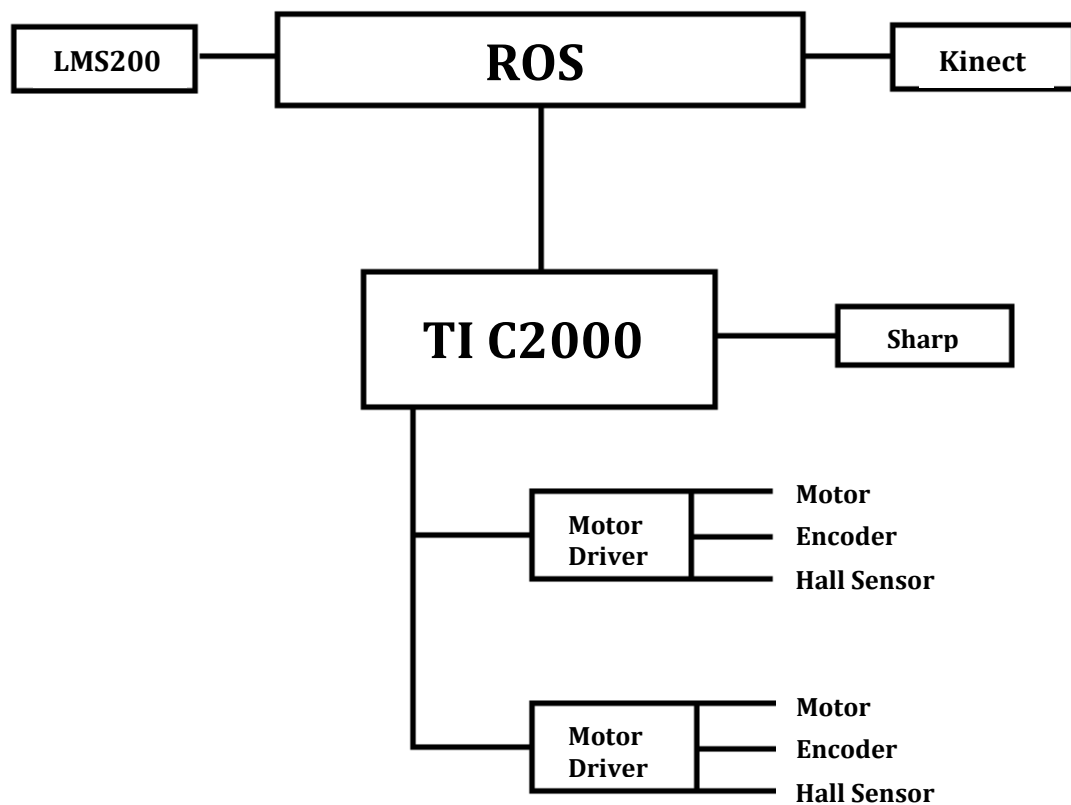 LMS200
ROS
Kinect
TI C2000
Sharp
Motor
Driver
Motor
Encoder
Hall Sensor
Motor
Driver
Motor
Encoder
Hall Sensor